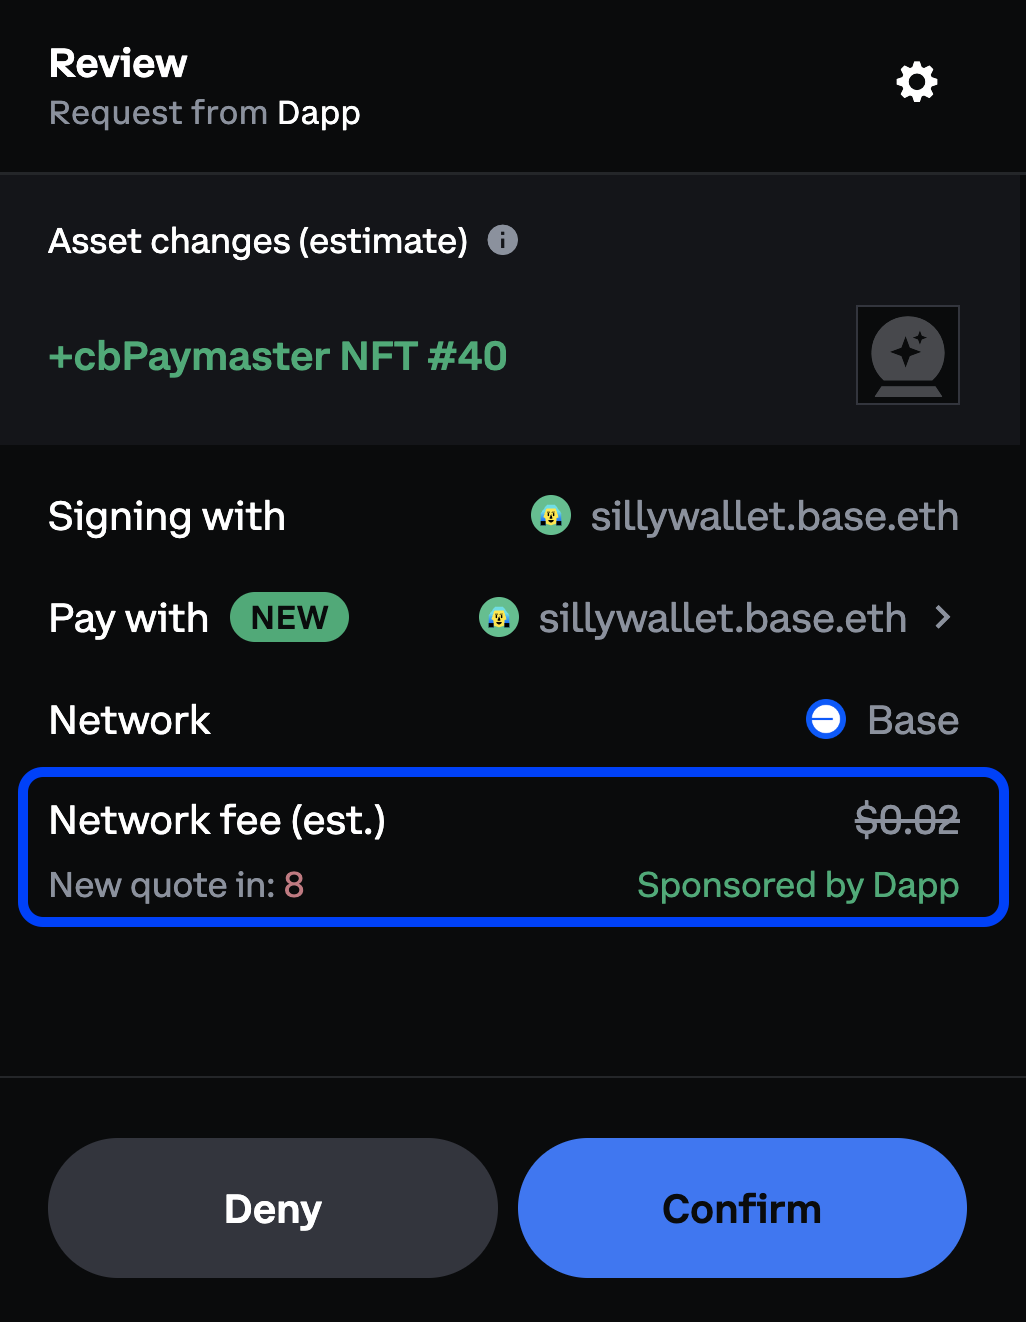 Review
Request from Dapp
Asset changes (estimate)
+cbPaymaster NFT #40
Signing with sillywallet.base.eth
Pay with NEW sillywallet.base.eth
Network Base
Network fee (est.) $0.02
New quote in: 8 Sponsored by Dapp
Deny Confirm